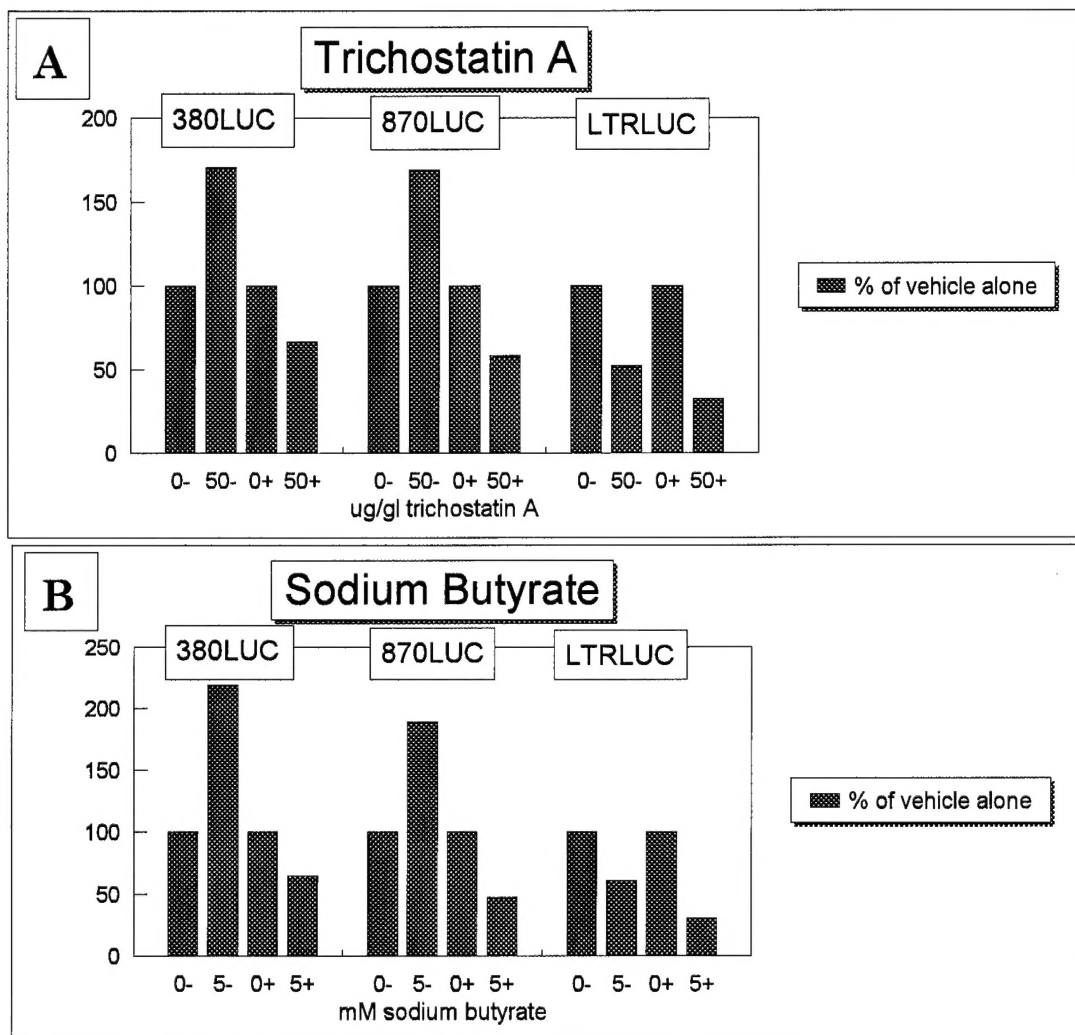 A
Trichostatin A
380LUC 870LUC LTRLUC
200
150
100
50
0
0- 50- 0+ 50+ 0- 50- 0+ 50+ 0- 50- 0+ 50+
ug/gl trichostatin A
% of vehicle alone
B
Sodium Butyrate
380LUC 870LUC LTRLUC
250
200
150
100
50
0
0- 5- 0+ 5+ 0- 5- 0+ 5+ 0- 5- 0+ 5+
mM sodium butyrate
% of vehicle alone